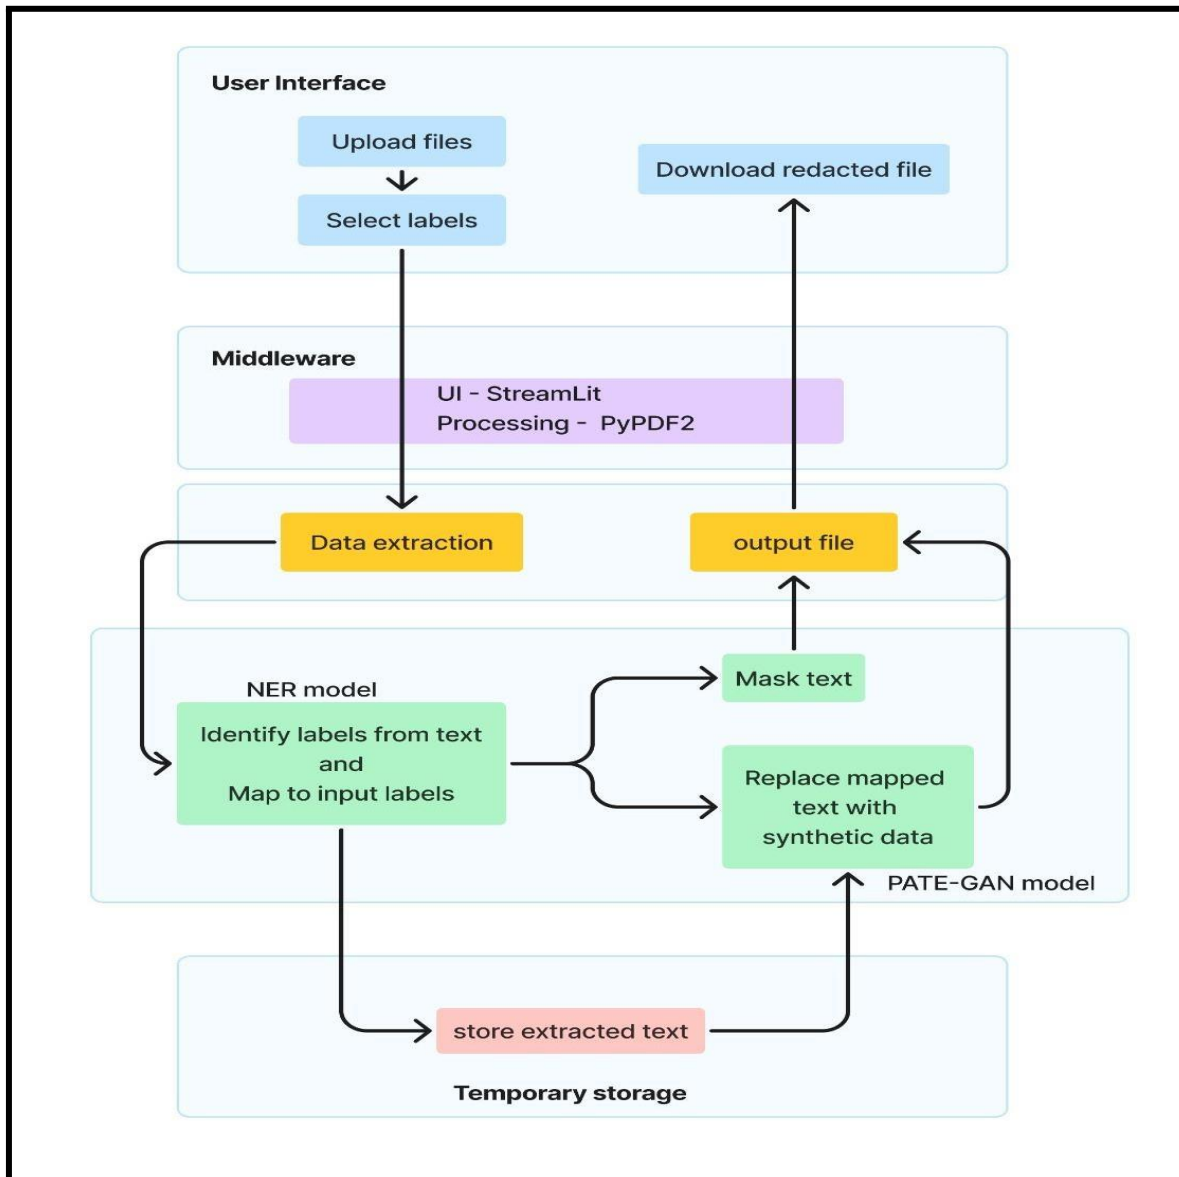 User Interface
Upload files
Download redacted file
Select labels
Middleware
UI - StreamLit
Processing - PyPDF2
Data extraction
output file
NER model
Mask text
Identify labels from text
and
Map to input labels
Replace mapped
text with
synthetic data
PATE-GAN model
store extracted text
Temporary storage